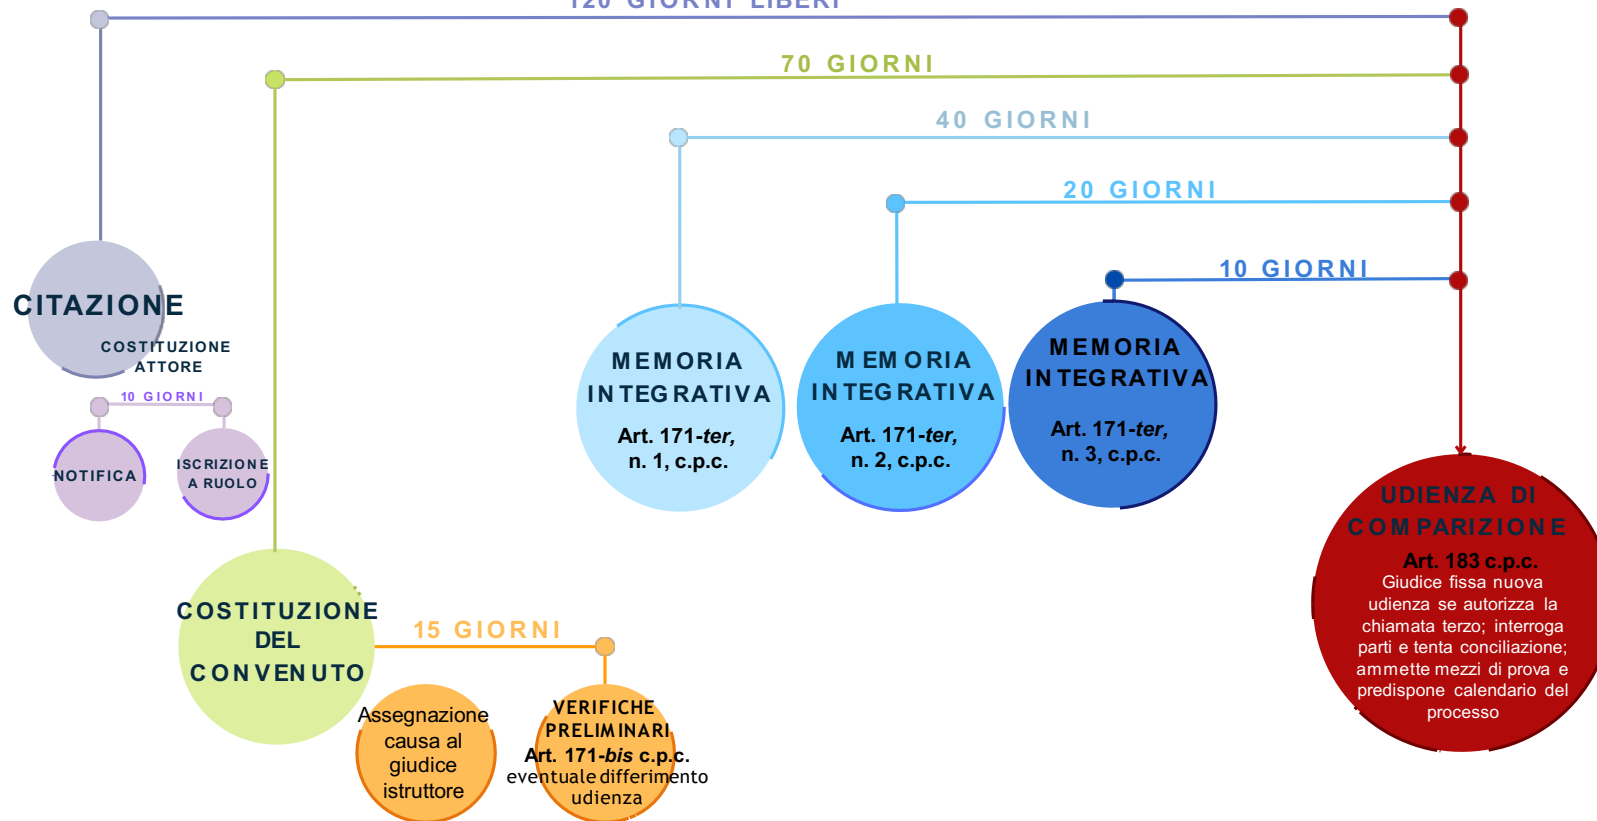 120 GIORNI LIBERI
70 GIORNI
40 GIORNI
20 GIORNI
10 GIORNI
CITAZIONE
COSTITUZIONE
ATTORE
10 GIORNI
NOTIFICA
ISCRIZIONE
A RUOLO
MEMORIA
INTEGRATIVA
Art. 171-ter,
n. 1, c.p.c.
MEMORIA
INTEGRATIVA
Art. 171-ter,
n. 2, c.p.c.
MEMORIA
INTEGRATIVA
Art. 171-ter,
n. 3, c.p.c.
UDIENZA DI
COMPARIZIONE
Art. 183 c.p.c.
Giudice fissa nuova
udienza se autorizza la
chiamata terzo; interroga
parti e tenta conciliazione;
ammette mezzi di prova e
predispone calendario del
processo
COSTITUZIONE
DEL
CONVENUTO
15 GIORNI
Assegnazione
causa al
giudice
istruttore
VERIFICHE
PRELIMINARI
Art. 171-bis c.p.c.
eventuale differimento
udienza